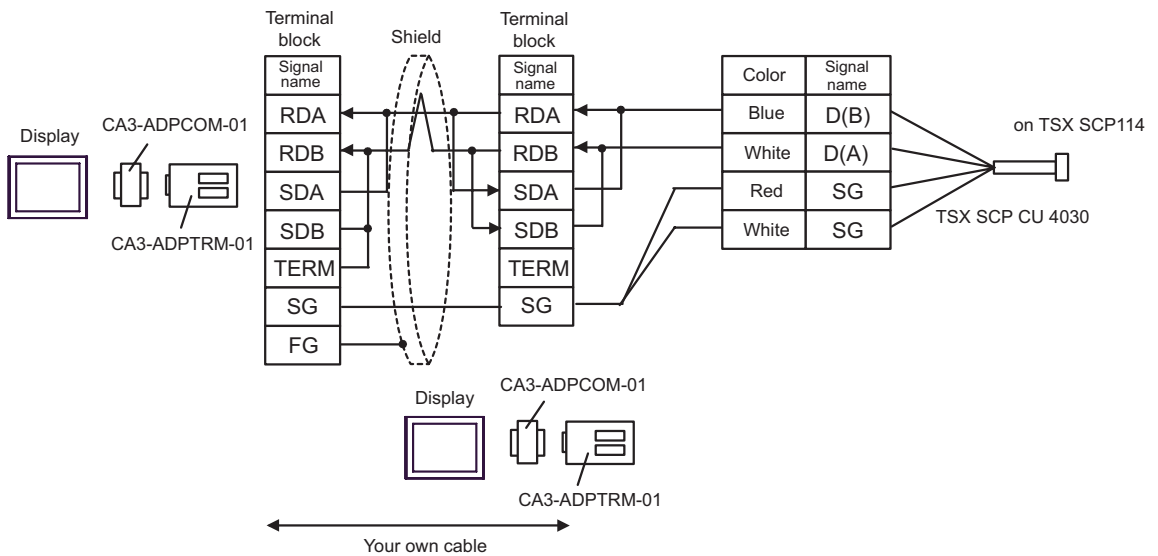 Terminal
block
Shield
Terminal
block
Signal
name
Signal
name
Color
Signal
name
RDA
RDA
Blue
D(B)
on TSX SCP114
Display
CA3-ADPCOM-01
RDB
RDB
White
D(A)
SDA
SDA
Red
SG
CA3-ADPTRM-01
SDB
SDB
White
SG
TSX SCP CU 4030
TERM
TERM
SG
SG
FG
Display
CA3-ADPCOM-01
CA3-ADPTRM-01
Your own cable